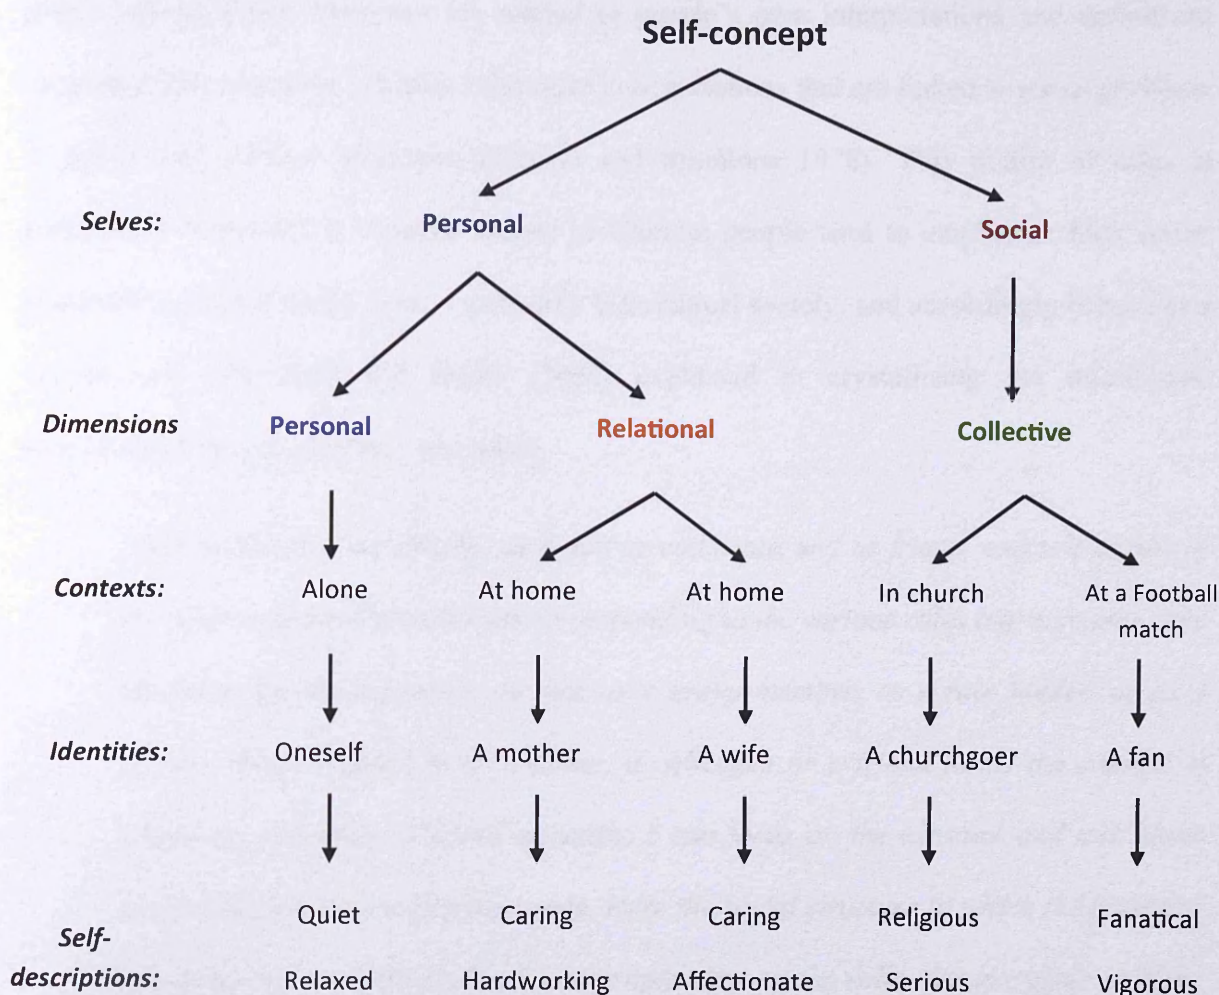 Self-concept
Selves: Personal Social
Dimensions Personal Relational Collective
Contexts: Alone At home At home In church At a Football
match
Identities: Oneself A mother A wife A churchgoer A fan
Quiet Caring Caring Religious Fanatical
Self-
descriptions: Relaxed Hardworking Affectionate Serious Vigorous